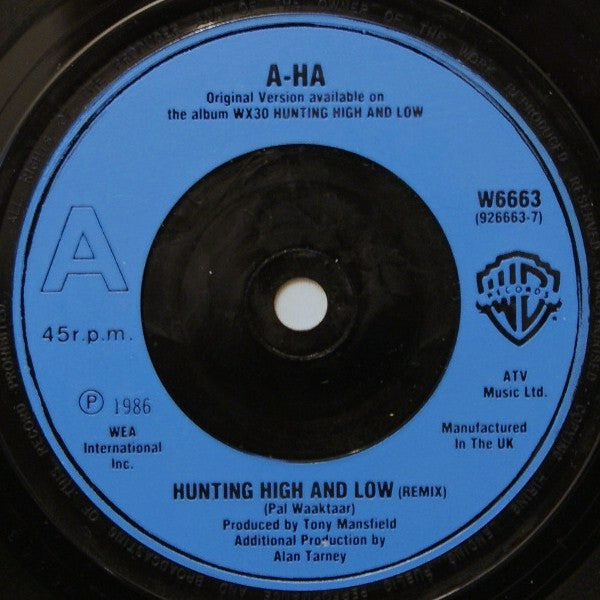 A-HA
Original Version available on
the album WX30 HUNTING HIGH AND LOW
W6663
(926663-7)
A
RECORDS
45r.p.m.
ATV
Music Ltd.
Ⓟ 1986
WEA
International
Inc.
Manufactured
In The UK
HUNTING HIGH AND LOW (REMIX)
(Pal Waaktaar)
Produced by Tony Mansfield
Additional Production by
Alan Tarney